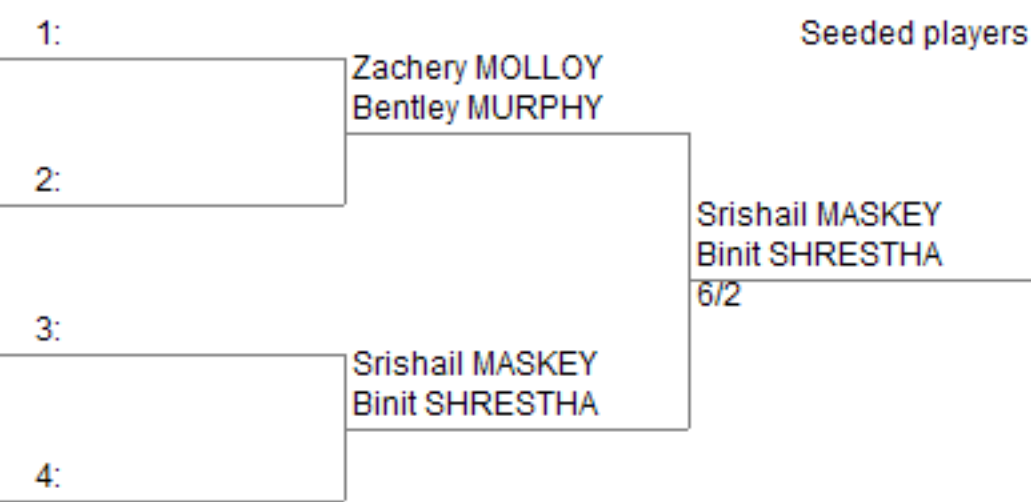 1:
Seeded players
Zachery MOLLOY
Bentley MURPHY
2:
Srishail MASKEY
Binit SHRESTHA
6/2
3:
Srishail MASKEY
Binit SHRESTHA
4: